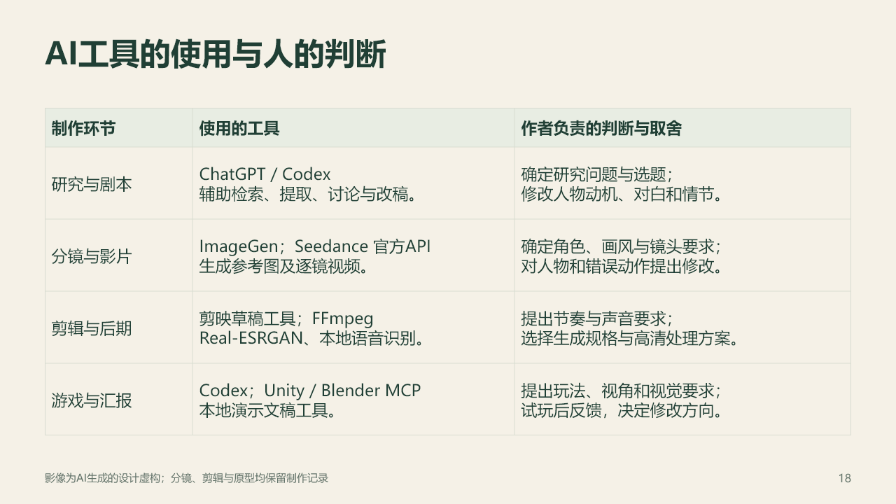 AI工具的使用与人的判断
制作环节
使用的工具
作者负责的判断与取舍
研究与剧本
ChatGPT / Codex
辅助检索、提取、讨论与改稿。
确定研究问题与选题；
修改人物动机、对白和情节。
分镜与影片
ImageGen；Seedance 官方API
生成参考图及逐镜视频。
确定角色、画风与镜头要求；
对人物和错误动作提出修改。
剪辑与后期
剪映草稿工具；FFmpeg
Real-ESRGAN、本地语音识别。
提出节奏与声音要求；
选择生成规格与高清处理方案。
游戏与汇报
Codex；Unity / Blender MCP
本地演示文稿工具。
提出玩法、视角和视觉要求；
试玩后反馈，决定修改方向。
影像为AI生成的设计虚构；分镜、剪辑与原型均保留制作记录
18